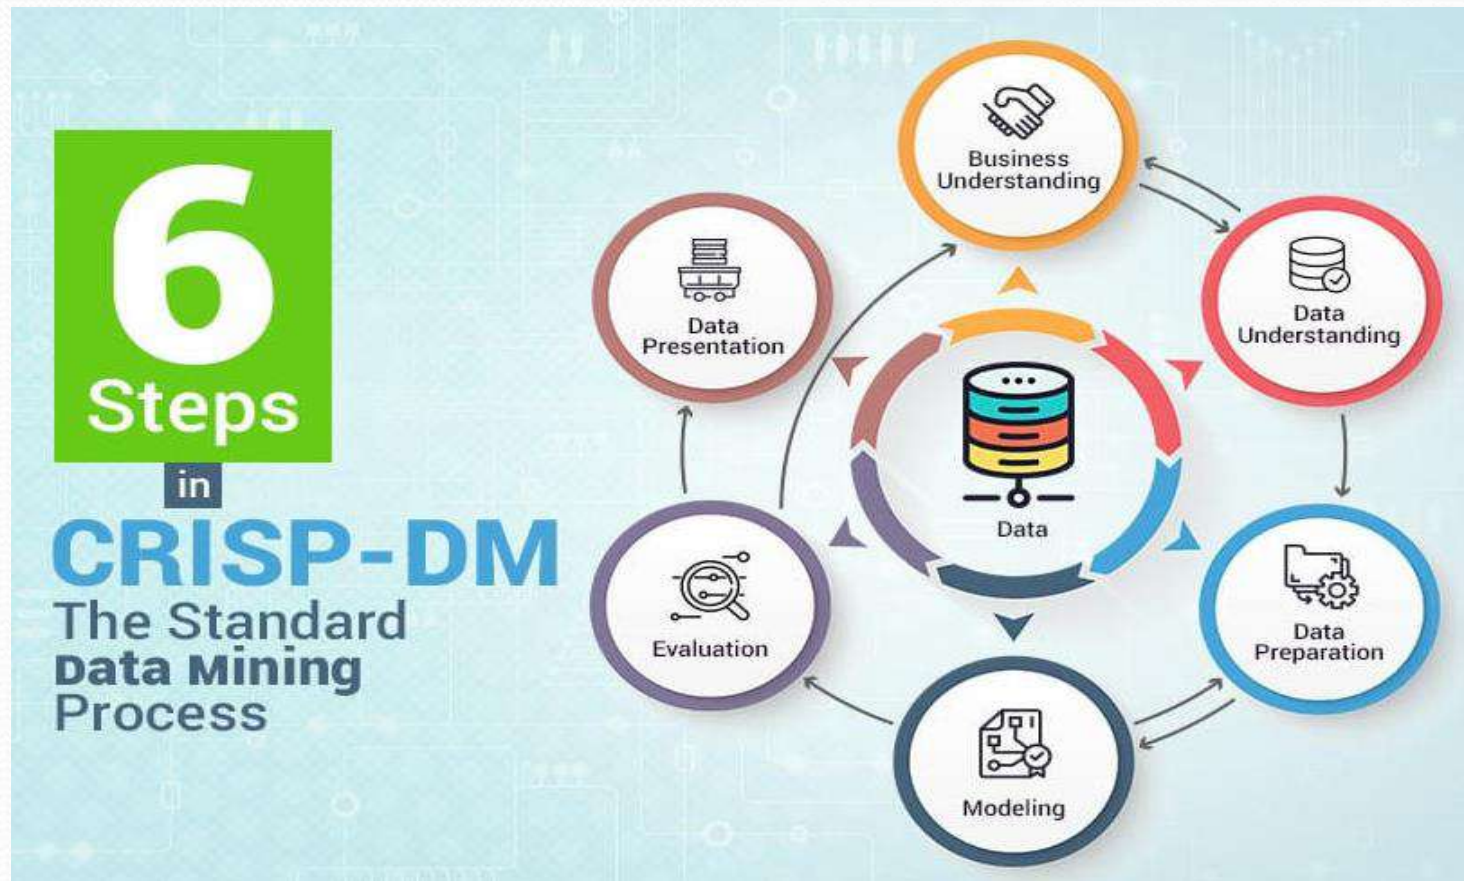 6
Steps
in
CRISP-DM
The Standard
Data Mining
Process
Business
Understanding
Data
Understanding
Data
Preparation
Modeling
Evaluation
Data
Presentation
Data